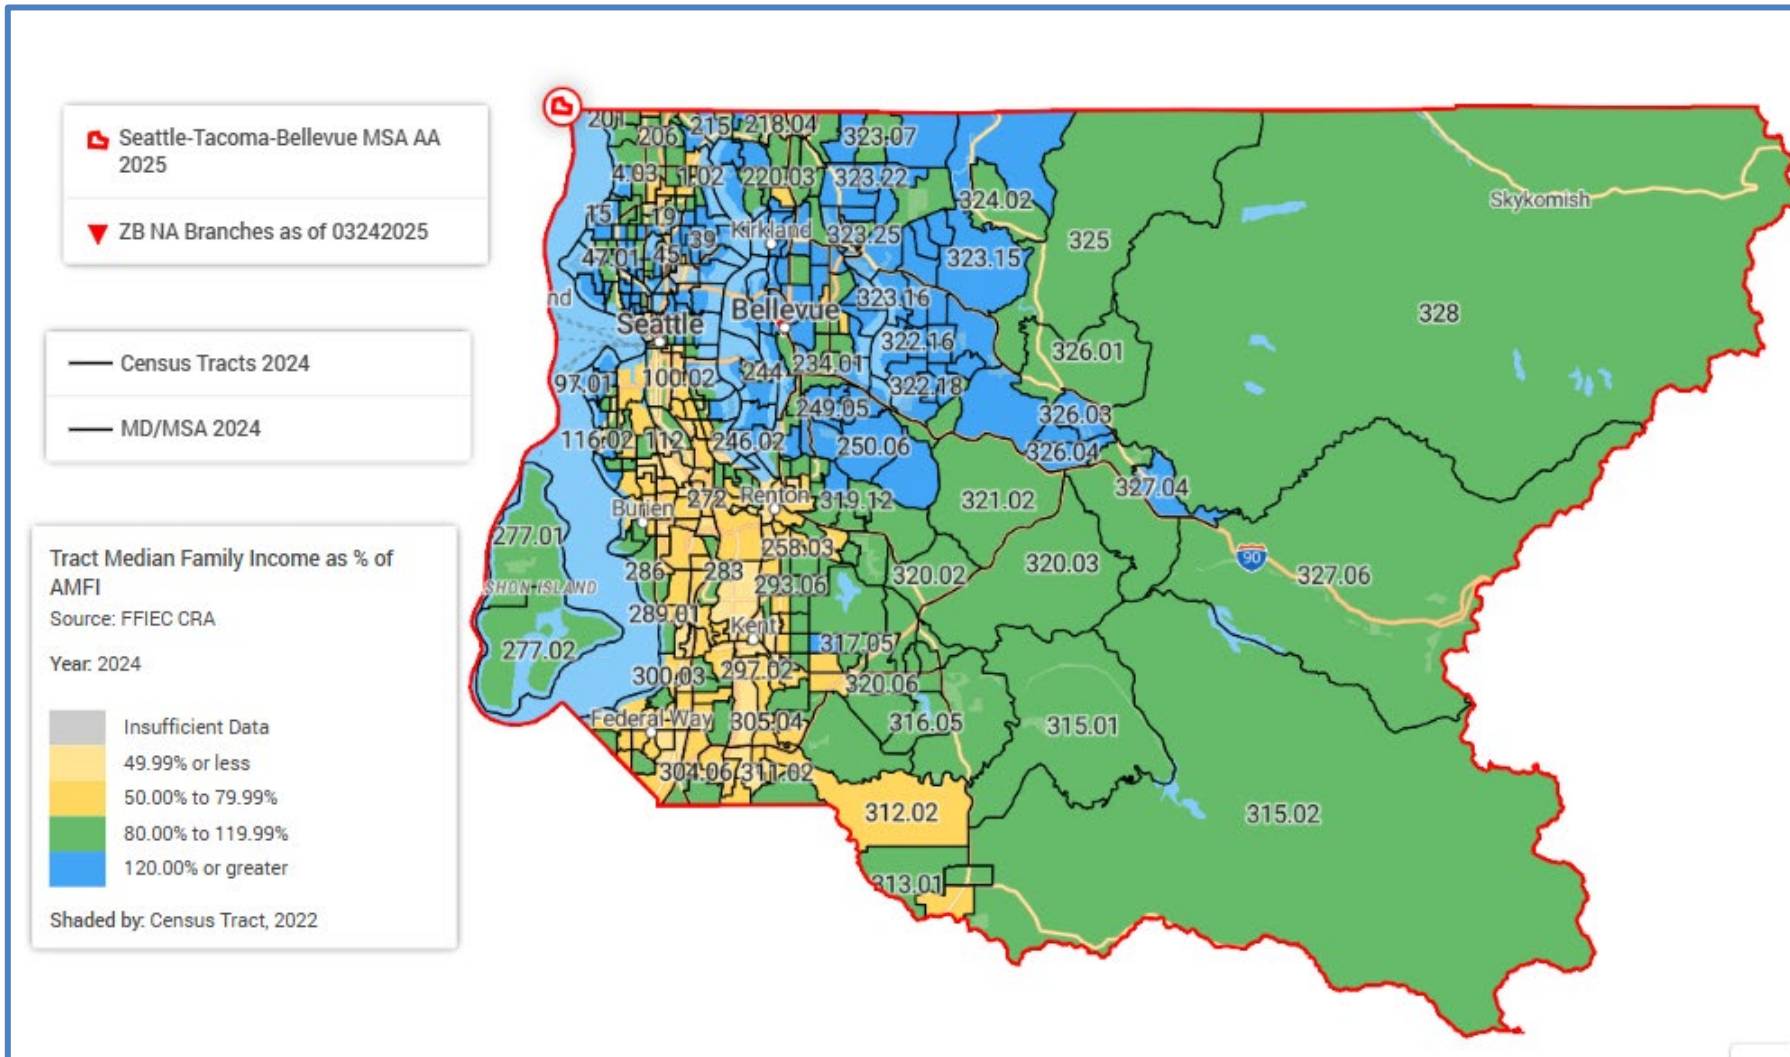 Seattle-Tacoma-Bellevue MSA AA
2025
ZB NA Branches as of 03242025
Census Tracts 2024
MD/MSA 2024
Tract Median Family Income as % of
AMFI
Source: FFIEC CRA
Year: 2024
Insufficient Data
49.99% or less
50.00% to 79.99%
80.00% to 119.99%
120.00% or greater
Shaded by: Census Tract, 2022
201
206
215
218.04
323.07
4.03
1.02
220.03
323.22
324.02
Skykomish
15
19
39
Kirkland
323.25
325
47.01
45
323.15
nd
Seattle
Bellevue
323.16
328
322.16
326.01
97.01
100.02
244
234.01
322.18
249.05
326.03
116.02
112
246.02
250.06
326.04
327.04
Burien
272
Renton
319.12
321.02
277.01
258.03
90
286
283
293.06
320.02
320.03
327.06
SHON ISLAND
289.01
Kent
317.05
277.02
300.03
297.02
320.06
Federal Way
305.04
316.05
315.01
304.06
311.02
312.02
315.02
313.01